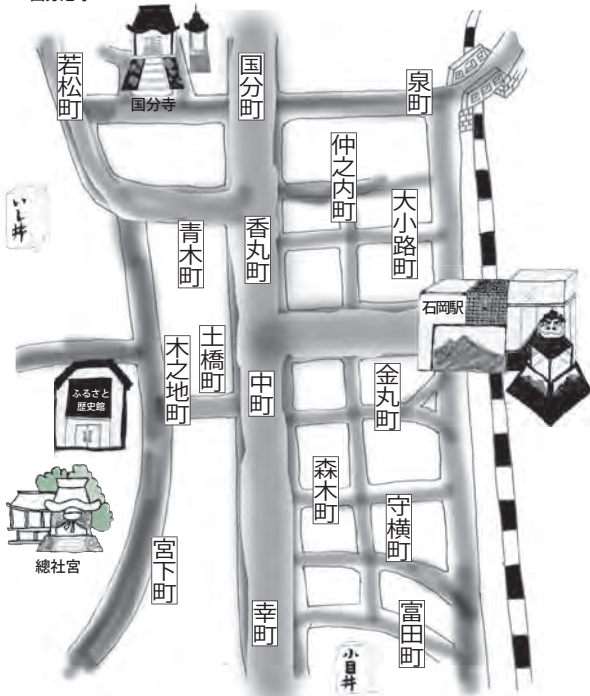 若松町
国分寺
国分町
泉町
仲之内町
いし井
青木町
香丸町
大小路町
石岡駅
土橋町
木之地町
中町
金丸町
ふるさと
歴史館
森木町
守横町
總社宮
宮下町
幸町
富田町
小目井